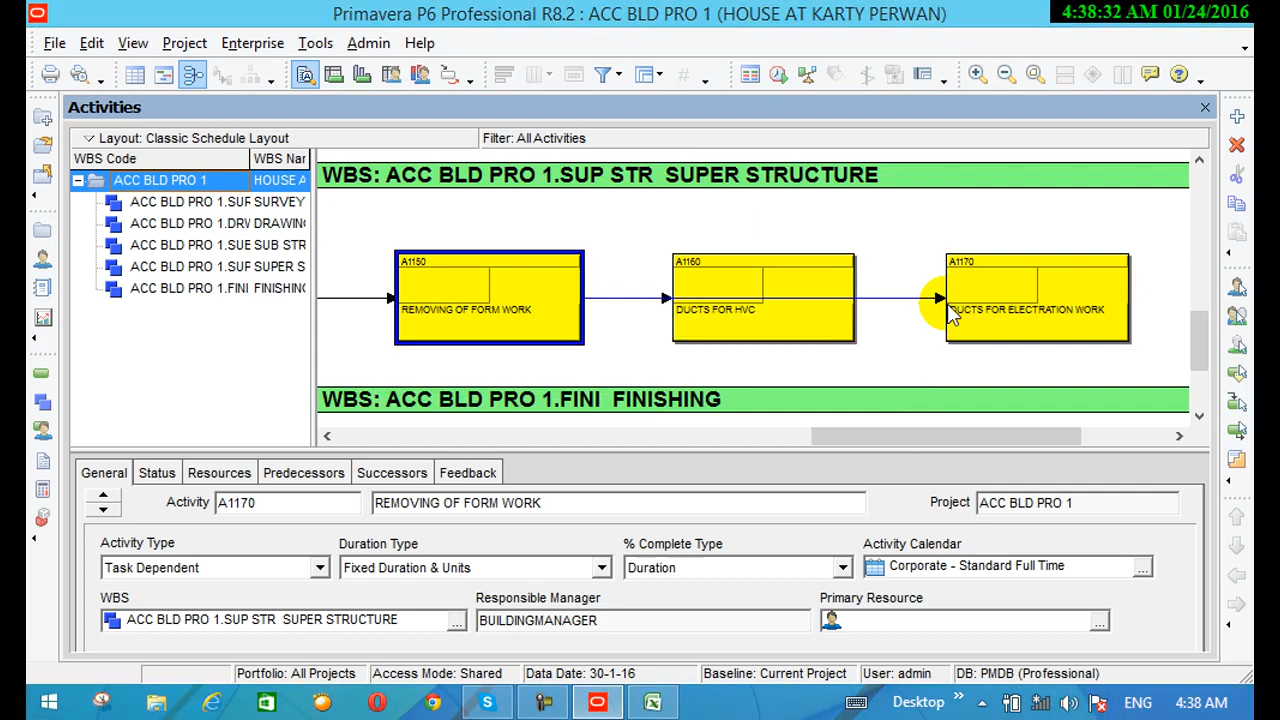 Primavera P6 Professional R8.2 : ACC BLD PRO 1 (HOUSE AT KARTY PERWAN)
4:38:32 AM 01/24/2016
File Edit View Project Enterprise Tools Admin Help
Activities
Layout: Classic Schedule Layout
Filter: All Activities
WBS Code WBS Nar
ACC BLD PRO 1 HOUSE A
ACC BLD PRO 1.SUF SURVEY
ACC BLD PRO 1.DRV DRAWIN
ACC BLD PRO 1.SUE SUB STR
ACC BLD PRO 1.SUF SUPER S
ACC BLD PRO 1.FINI FINISHING
WBS: ACC BLD PRO 1.SUP STR SUPER STRUCTURE
A1150
REMOVING OF FORM WORK
A1160
DUCTS FOR HVC
A1170
DUCTS FOR ELECTRATION WORK
WBS: ACC BLD PRO 1.FINI FINISHING
General Status Resources Predecessors Successors Feedback
Activity A1170 REMOVING OF FORM WORK Project ACC BLD PRO 1
Activity Type Duration Type % Complete Type Activity Calendar
Task Dependent Fixed Duration & Units Duration Corporate - Standard Full Time ...
WBS Responsible Manager Primary Resource
ACC BLD PRO 1.SUP STR SUPER STRUCTURE ... BUILDINGMANAGER ...
Portfolio: All Projects Access Mode: Shared Data Date: 30-1-16 Baseline: Current Project User: admin DB: PMDB (Professional)
Desktop ENG 4:38 AM